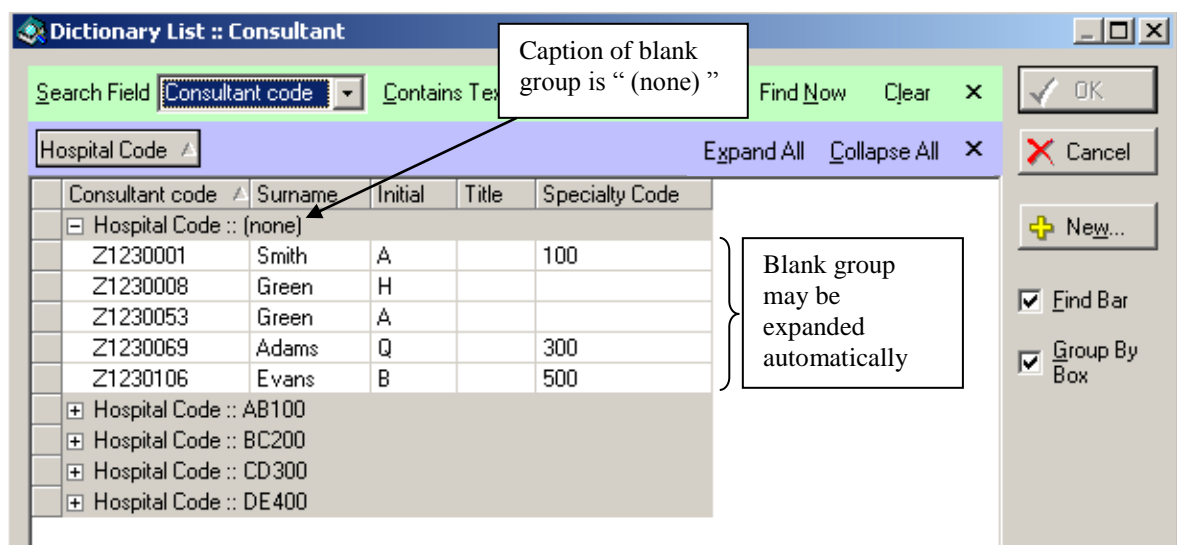 Dictionary List :: Consultant
Caption of blank
group is “ (none) ”
Search Field Consultant code Contains Find Now Clear
OK
Hospital Code Expand All Collapse All
Cancel
Consultant code Surname Initial Title Specialty Code
Hospital Code :: (none)
New...
Z1230001 Smith A 100
Z1230008 Green H
Z1230053 Green A
Z1230069 Adams Q 300
Z1230106 Evans B 500
Blank group
may be
expanded
automatically
Find Bar
Group By
Box
Hospital Code :: AB100
Hospital Code :: BC200
Hospital Code :: CD300
Hospital Code :: DE400